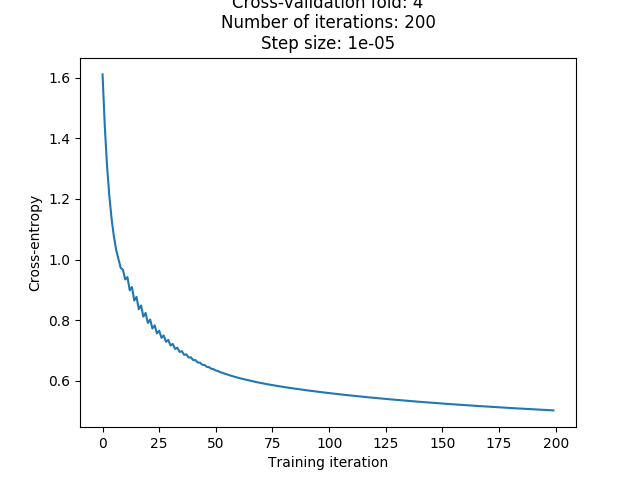 Cross-validation fold: 4
Number of iterations: 200
Step size: 1e-05
1.6
1.4
1.2
1.0
0.8
0.6
Cross-entropy
0 25 50 75 100 125 150 175 200
Training iteration